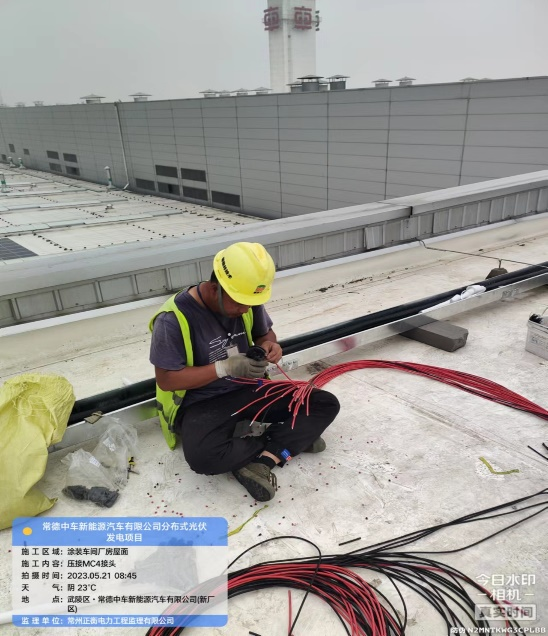 常德中车新能源汽车有限公司分布式光伏
发电项目
施工区域: 涂装车间厂房屋面
施工内容: 压接MC4接头
拍摄时间: 2023.05.21 08:45
天气: 阴 23℃
地点: 武陵区·常德中车新能源汽车有限公司(新厂
区)
监理单位: 常州正衡电力工程监理有限公司
今日水印
相机
真实时间
防伪 N2MNTKWG3CPLBB